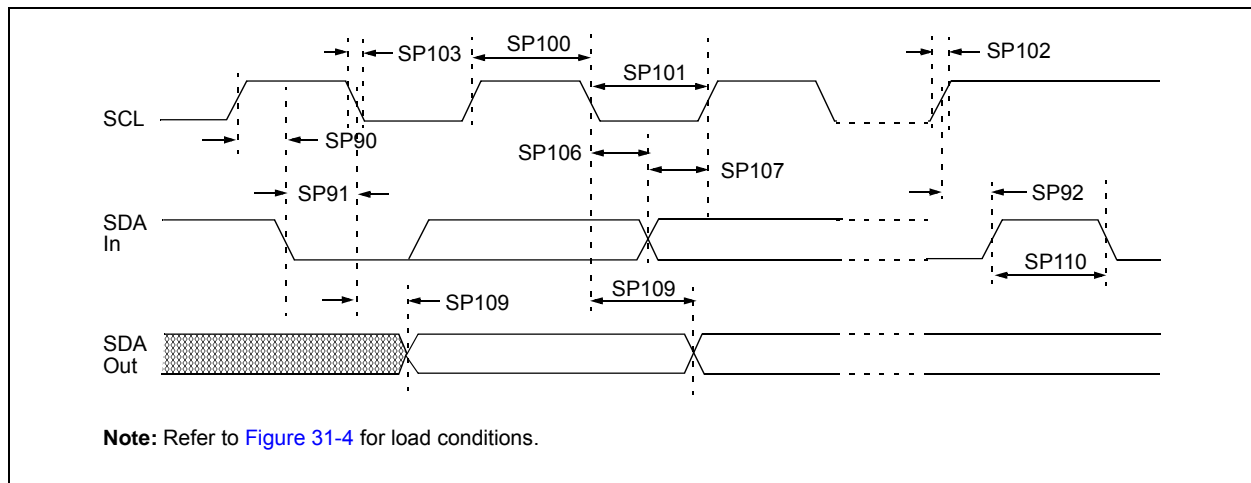 SP103
SP100
SP101
SP102
SCL
SP90
SP106
SP107
SP91
SP92
SDA
In
SP110
SP109
SP109
SDA
Out
Note: Refer to Figure 31-4 for load conditions.